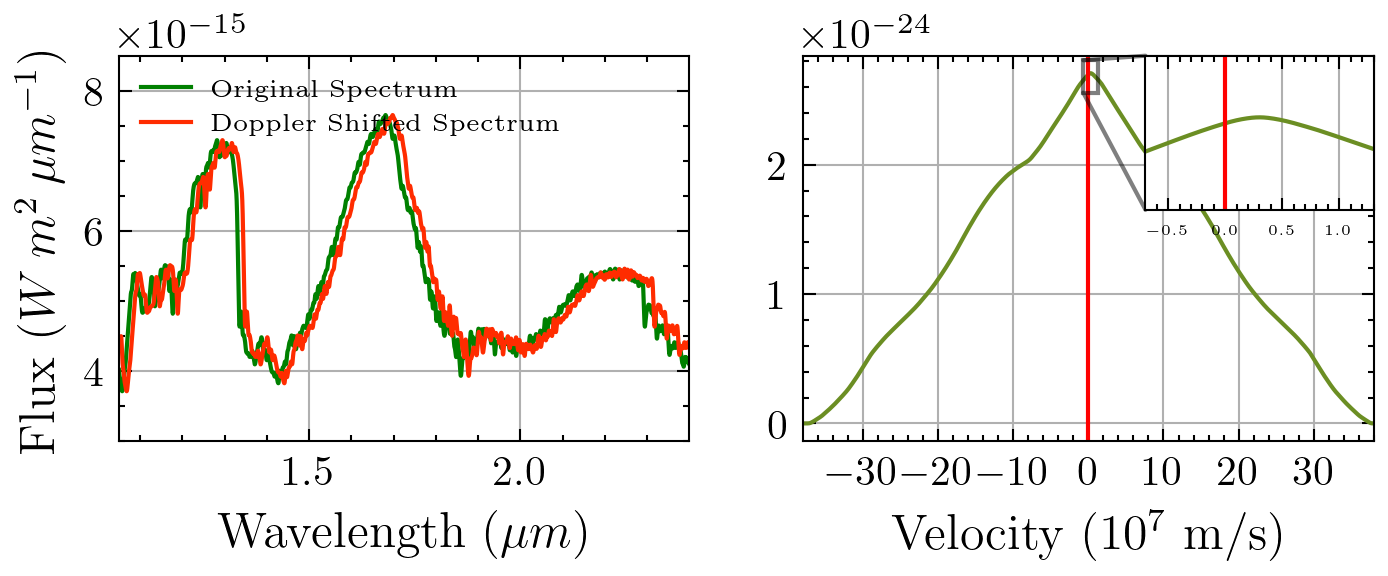 ×10⁻¹⁵
8
6
4
Flux (W m² μm⁻¹)
Original Spectrum
Doppler Shifted Spectrum
1.5 2.0
Wavelength (μm)
×10⁻²⁴
2
1
0
−0.5 0.0 0.5 1.0
−30 −20 −10 0 10 20 30
Velocity (10⁷ m/s)